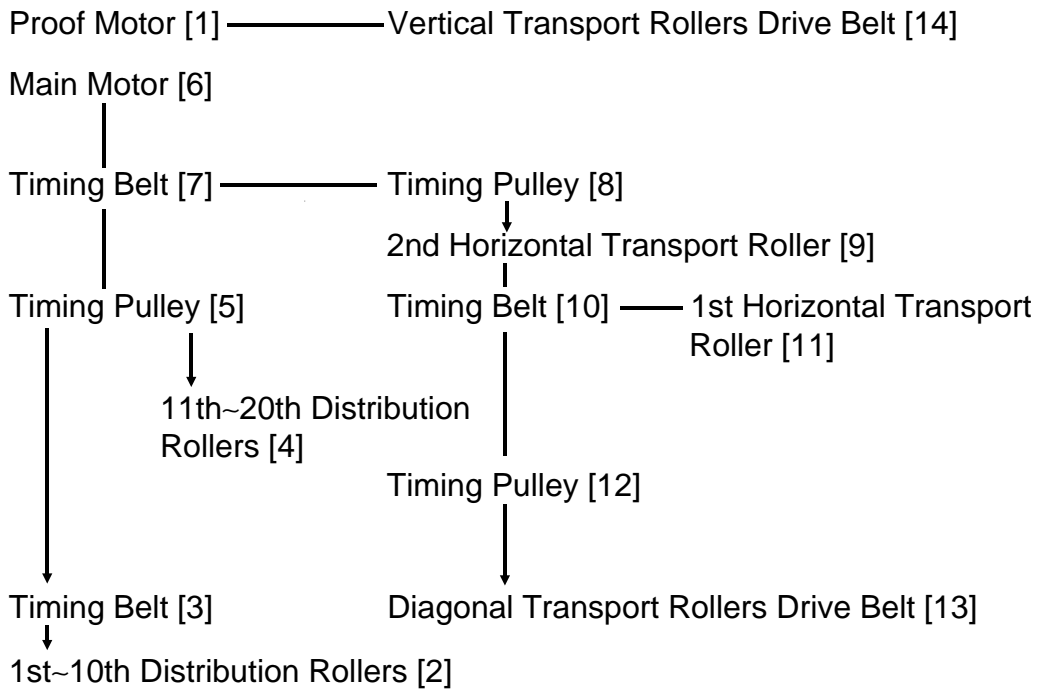 Proof Motor [1] Vertical Transport Rollers Drive Belt [14]
Main Motor [6]
Timing Belt [7] Timing Pulley [8]
2nd Horizontal Transport Roller [9]
Timing Pulley [5] Timing Belt [10] 1st Horizontal Transport
Roller [11]
11th~20th Distribution
Rollers [4]
Timing Pulley [12]
Timing Belt [3] Diagonal Transport Rollers Drive Belt [13]
1st~10th Distribution Rollers [2]